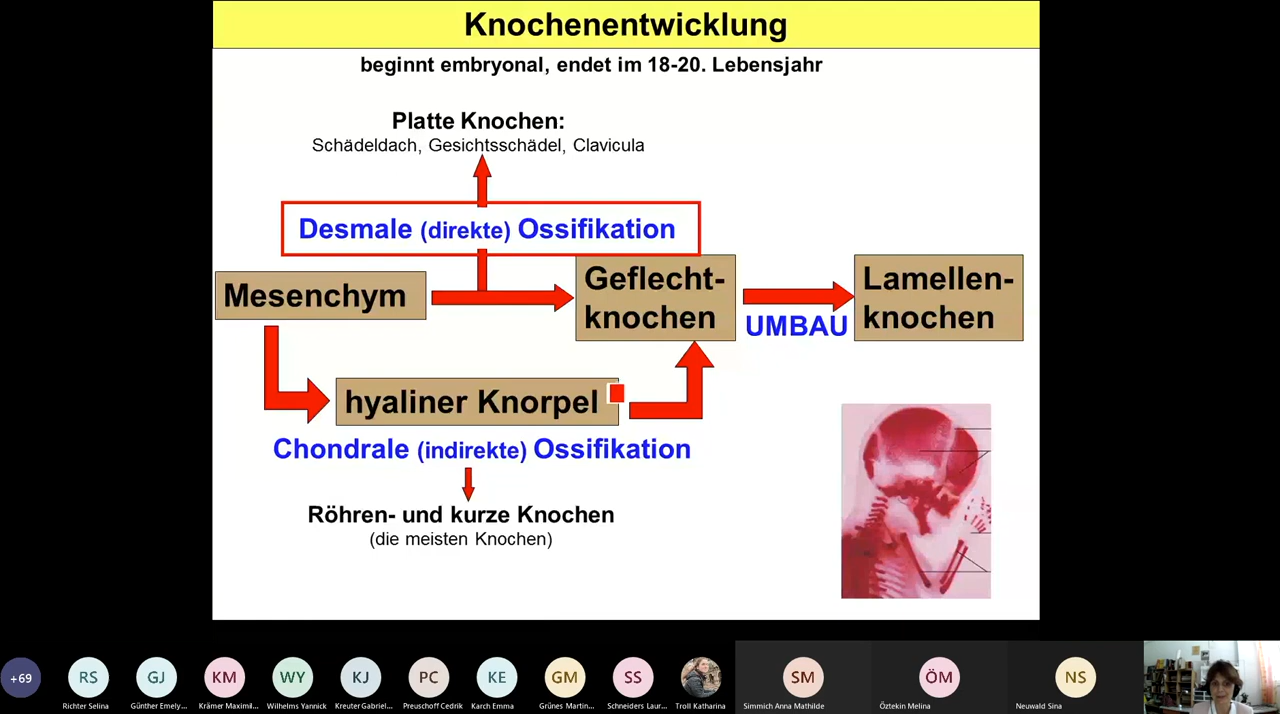 Knochenentwicklung
beginnt embryonal, endet im 18-20. Lebensjahr
Platte Knochen:
Schädeldach, Gesichtsschädel, Clavicula
Desmale (direkte) Ossifikation
Mesenchym
Geflecht-
knochen
UMBAU
Lamellen-
knochen
hyaliner Knorpel
Chondrale (indirekte) Ossifikation
Röhren- und kurze Knochen
(die meisten Knochen)
+69
RS
GJ
KM
WY
KJ
PC
KE
GM
SS
SM
ÖM
NS
Richter Selina
Günther Emely...
Krämer Maximil...
Wilhelms Yannick
Kreuter Gabriel...
Preuschoff Cedrik
Karch Emma
Grünes Martin...
Schneiders Laur...
Troll Katharina
Simmich Anna Mathilde
Öztekin Melina
Neuwald Sina